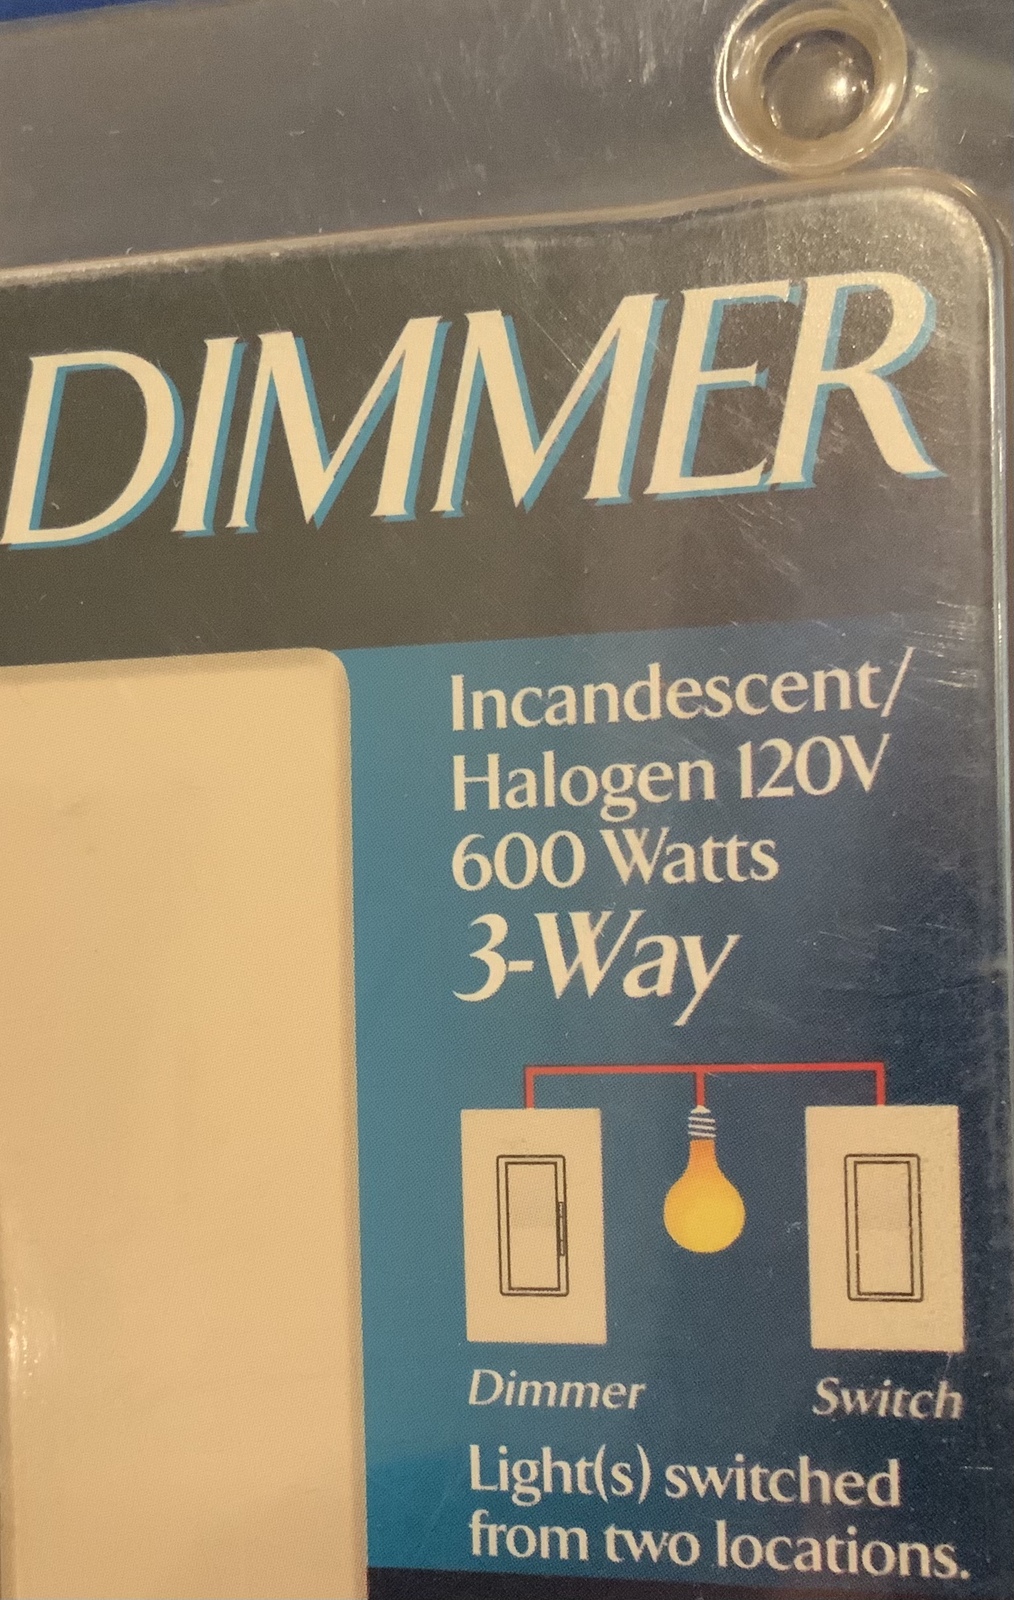 DIMMER
Incandescent/
Halogen 120V
600 Watts
3-Way
Dimmer Switch
Light(s) switched
from two locations.